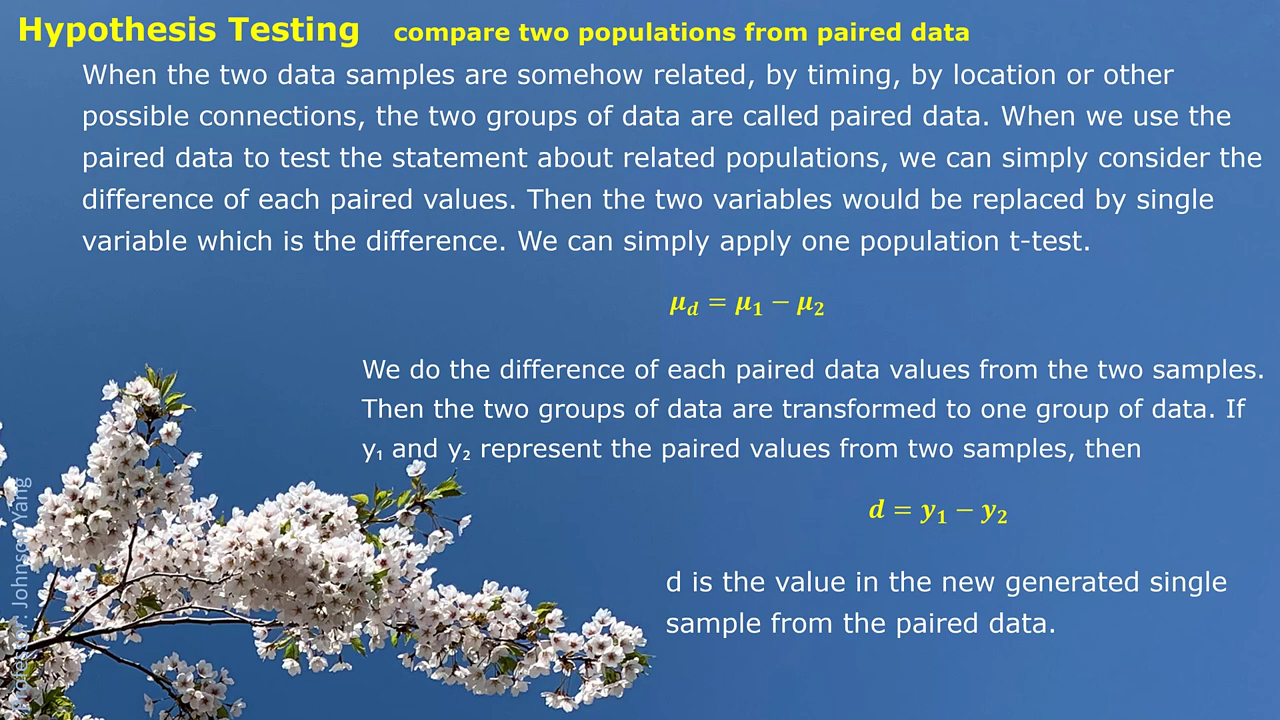 Hypothesis Testing compare two populations from paired data
When the two data samples are somehow related, by timing, by location or other
possible connections, the two groups of data are called paired data. When we use the
paired data to test the statement about related populations, we can simply consider the
difference of each paired values. Then the two variables would be replaced by single
variable which is the difference. We can simply apply one population t-test.
μd = μ1 − μ2
We do the difference of each paired data values from the two samples.
Then the two groups of data are transformed to one group of data. If
y₁ and y₂ represent the paired values from two samples, then
d = y1 − y2
d is the value in the new generated single
sample from the paired data.
Professor: Johnson Yang